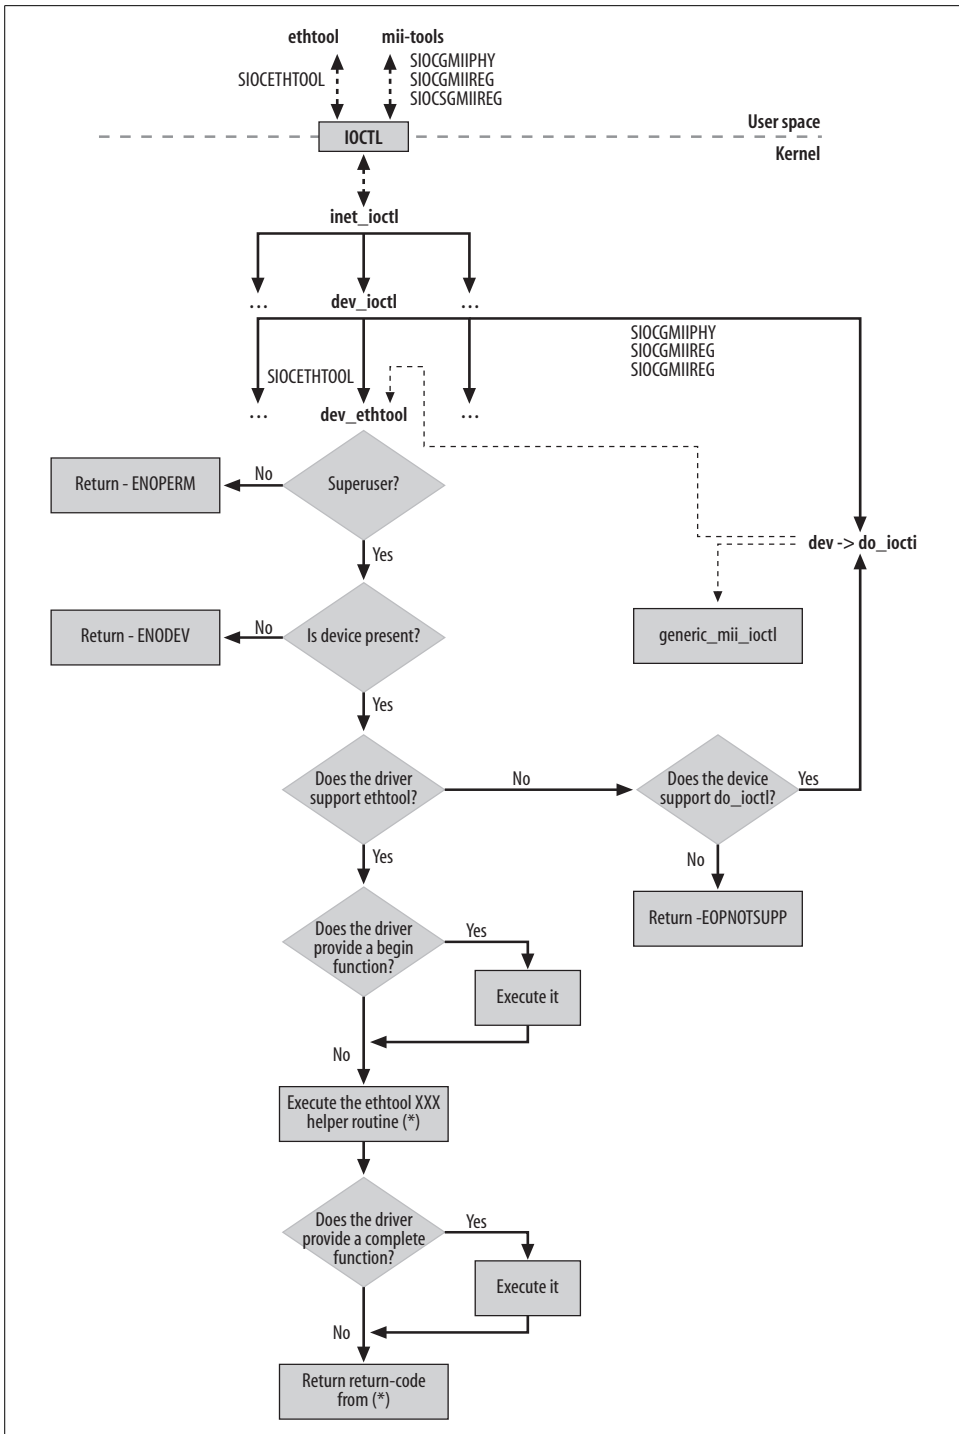 ethtool
mii-tools
SIOCETHTOOL
SIOCGMIIPHY
SIOCGMIIREG
SIOCSGMIIREG
User space
IOCTL
Kernel
inet_ioctl
...
dev_ioctl
...
SIOCGMIIPHY
SIOCGMIIREG
SIOCGMIIREG
SIOCETHTOOL
...
dev_ethtool
...
Superuser?
No
Return - ENOPERM
Yes
dev -> do_iocti
Is device present?
No
Return - ENODEV
generic_mii_ioctl
Yes
Does the driver
support ethtool?
No
Does the device
support do_ioctl?
Yes
Yes
No
Return -EOPNOTSUPP
Does the driver
provide a begin
function?
Yes
Execute it
No
Execute the ethtool XXX
helper routine (*)
Does the driver
provide a complete
function?
Yes
Execute it
No
Return return-code
from (*)